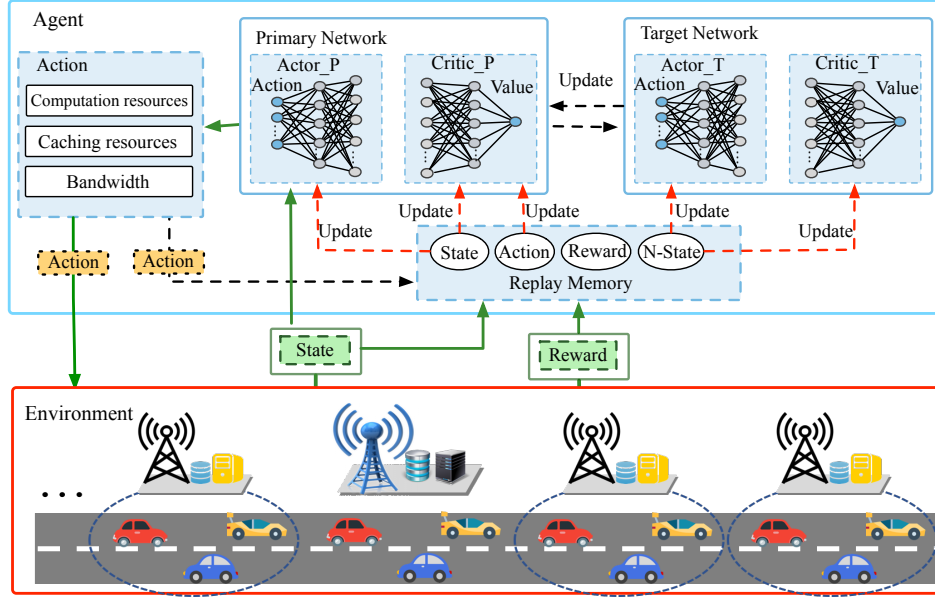 Agent
Primary Network
Target Network
Action
Computation resources
Caching resources
Bandwidth
Actor_P
Action
Critic_P
Value
Update
Actor_T
Action
Critic_T
Value
Update
Update
Update
Update
Update
Action
Action
State
Action
Reward
N-State
Replay Memory
State
Reward
Environment
...